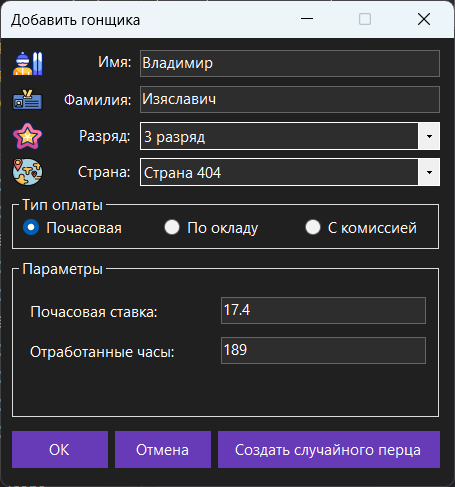 Добавить гонщика
Имя: Владимир
Фамилия: Изяславич
Разряд: 3 разряд
Страна: Страна 404
Тип оплаты
Почасовая По окладу С комиссией
Параметры
Почасовая ставка: 17.4
Отработанные часы: 189
OK Отмена Создать случайного перца